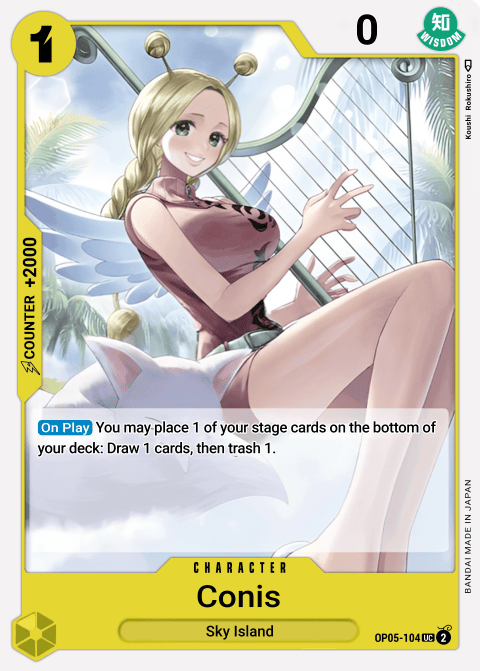 1
0
知
WISDOM
Koushi Rokushiro
COUNTER +2000
On Play You may place 1 of your stage cards on the bottom of
your deck: Draw 1 cards, then trash 1.
BANDAI MADE IN JAPAN
CHARACTER
Conis
Sky Island
OP05-104 UC 2